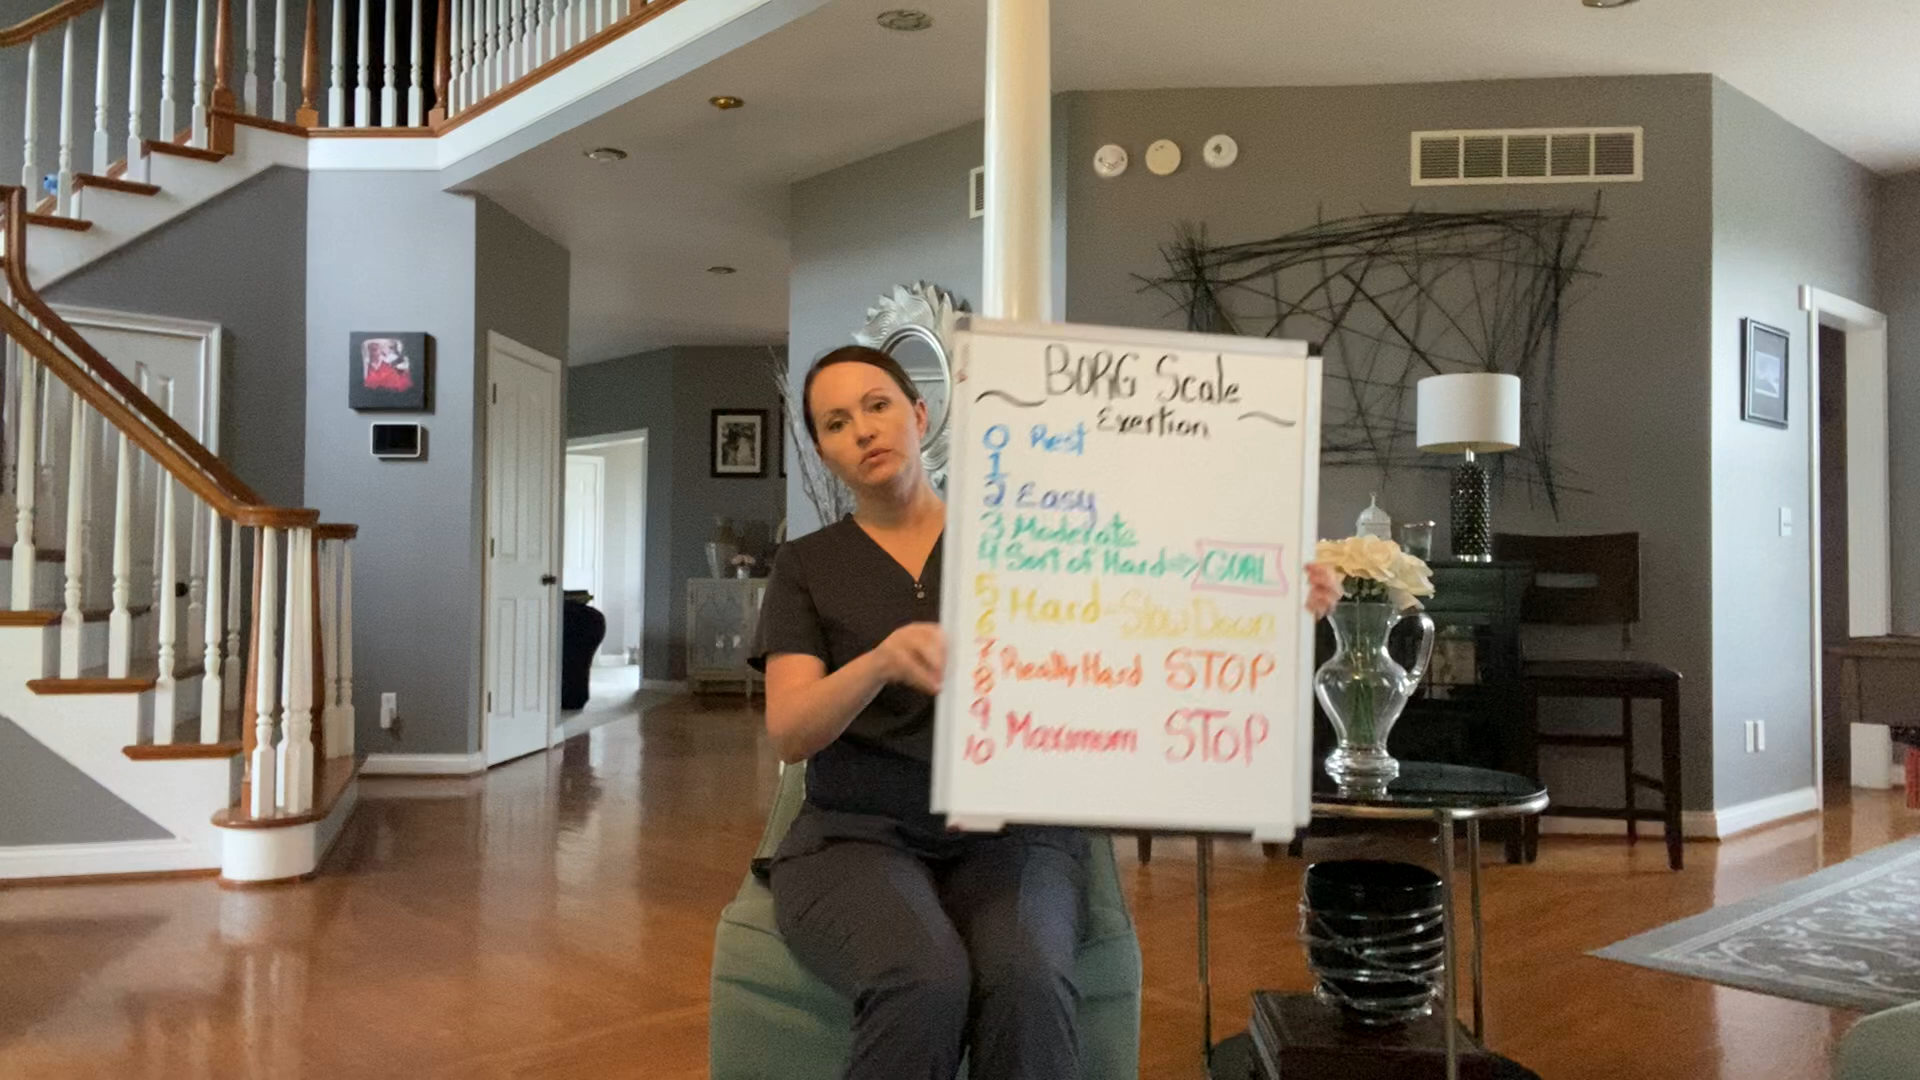 BORG Scale
Exertion
0 Rest
1
2 Easy
3 Moderate
4 Sort of Hard => GOAL
5
6 Hard - Slow Down
7
8 Really Hard STOP
9
10 Maximum STOP